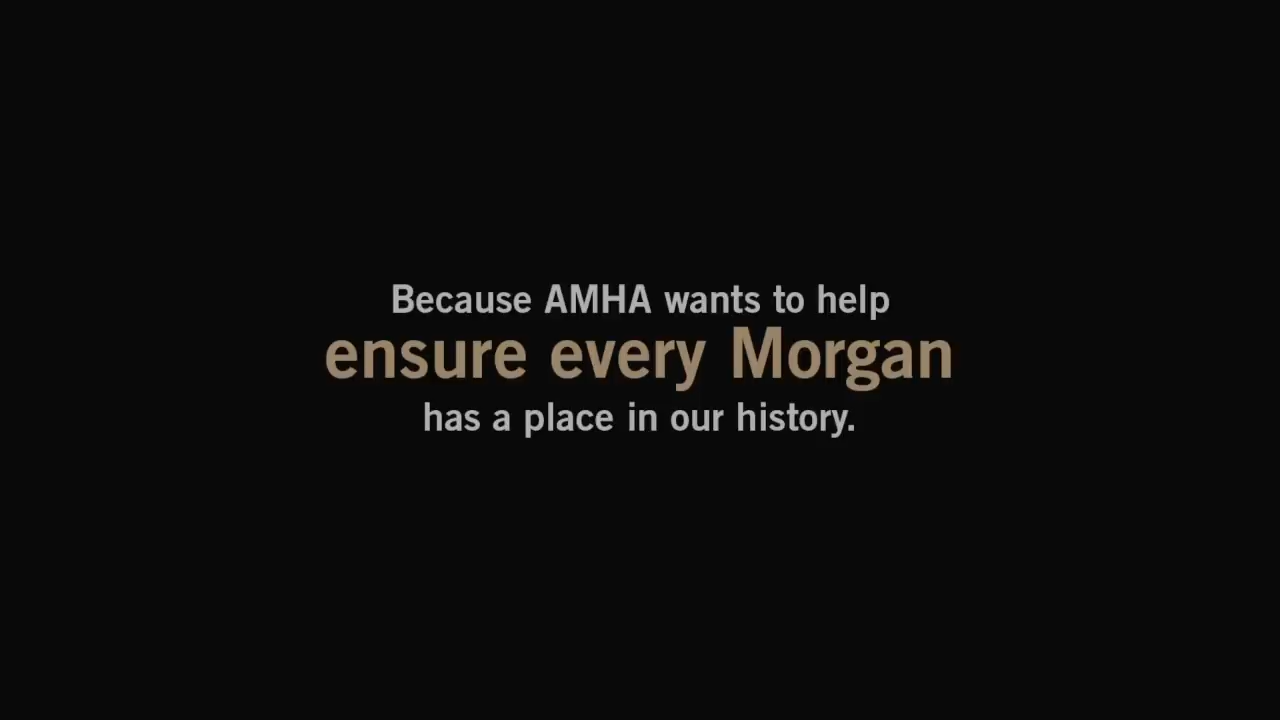 Because AMHA wants to help
ensure every Morgan
has a place in our history.